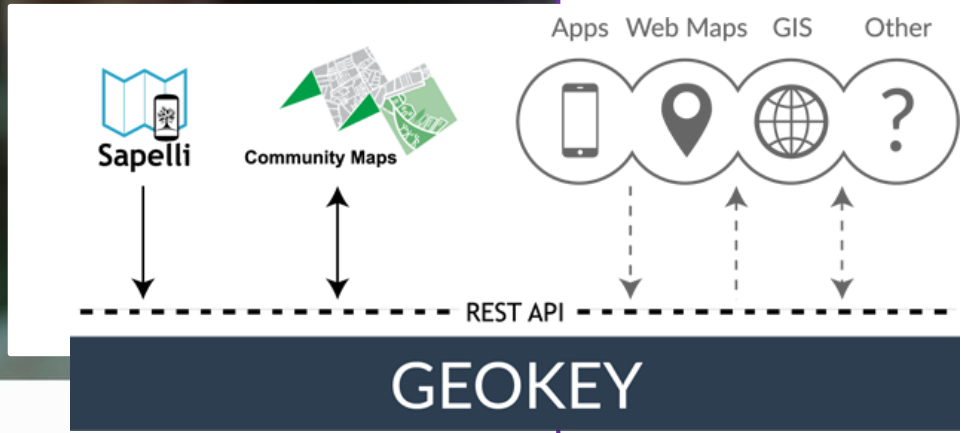 Apps Web Maps GIS Other
?
Sapelli
Community Maps
REST API
GEOKEY